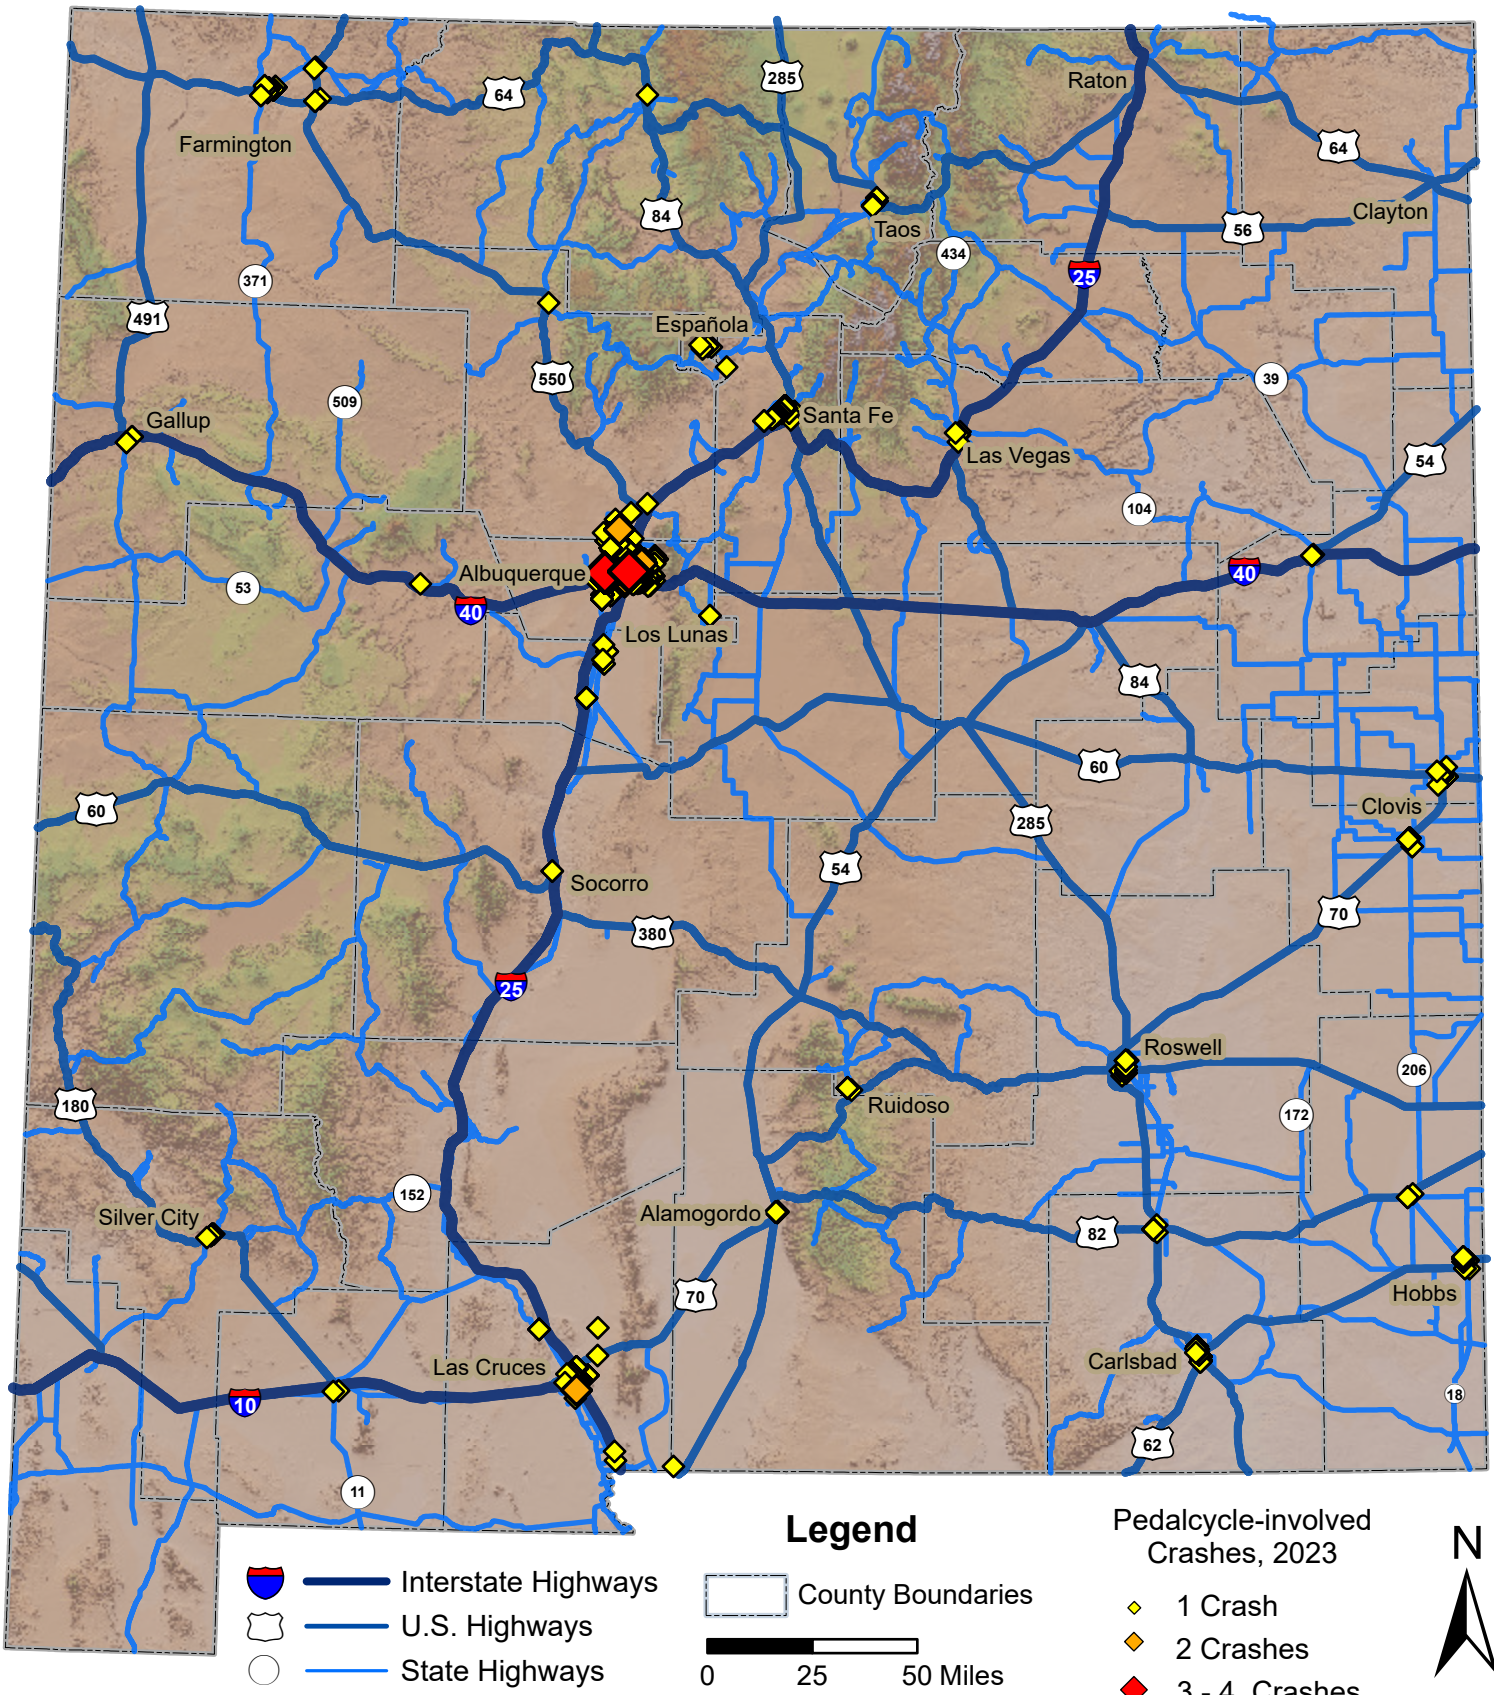 Raton
285
64
64
Farmington
84
Taos
Clayton
56
434
371
25
491
Española
550
39
509
Gallup
Santa Fe
Las Vegas
54
104
Albuquerque
40
53
40
Los Lunas
84
60
60
Clovis
285
54
Socorro
70
380
25
Roswell
206
180
Ruidoso
172
152
Silver City
Alamogordo
82
70
Hobbs
Las Cruces
Carlsbad
10
18
62
11
Legend
Interstate Highways
U.S. Highways
State Highways
County Boundaries
0 25 50 Miles
Pedalcycle-involved
Crashes, 2023
1 Crash
2 Crashes
3 - 4 Crashes
N